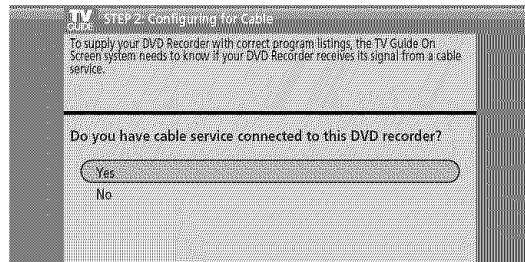 TV
GUIDE
STEP 2: Configuring for Cable
To supply your DVD Recorder with correct program listings, the TV Guide On
Screen system needs to know if your DVD Recorder receives its signal from a cable
service.
Do you have cable service connected to this DVD recorder?
Yes
No